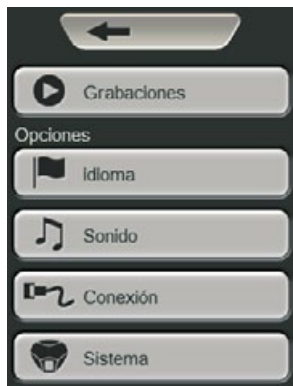 Grabaciones
Opciones
Idioma
Sonido
Conexión
Sistema